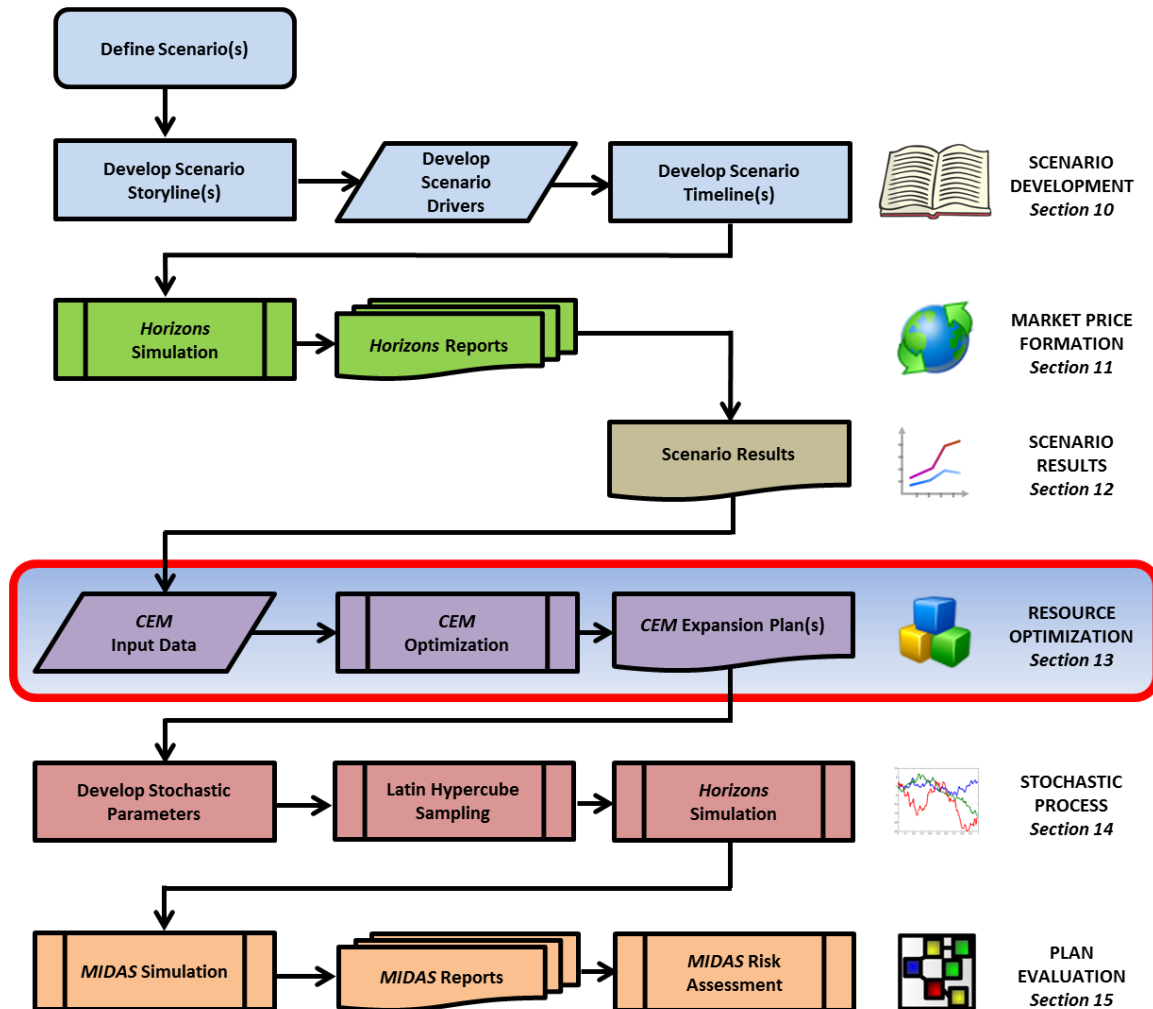 Define Scenario(s)
Develop Scenario
Storyline(s)
Develop
Scenario
Drivers
Develop Scenario
Timeline(s)
SCENARIO
DEVELOPMENT
Section 10
Horizons
Simulation
Horizons Reports
MARKET PRICE
FORMATION
Section 11
Scenario Results
SCENARIO
RESULTS
Section 12
CEM
Input Data
CEM
Optimization
CEM Expansion Plan(s)
RESOURCE
OPTIMIZATION
Section 13
Develop Stochastic
Parameters
Latin Hypercube
Sampling
Horizons
Simulation
STOCHASTIC
PROCESS
Section 14
MIDAS Simulation
MIDAS Reports
MIDAS Risk
Assessment
PLAN
EVALUATION
Section 15